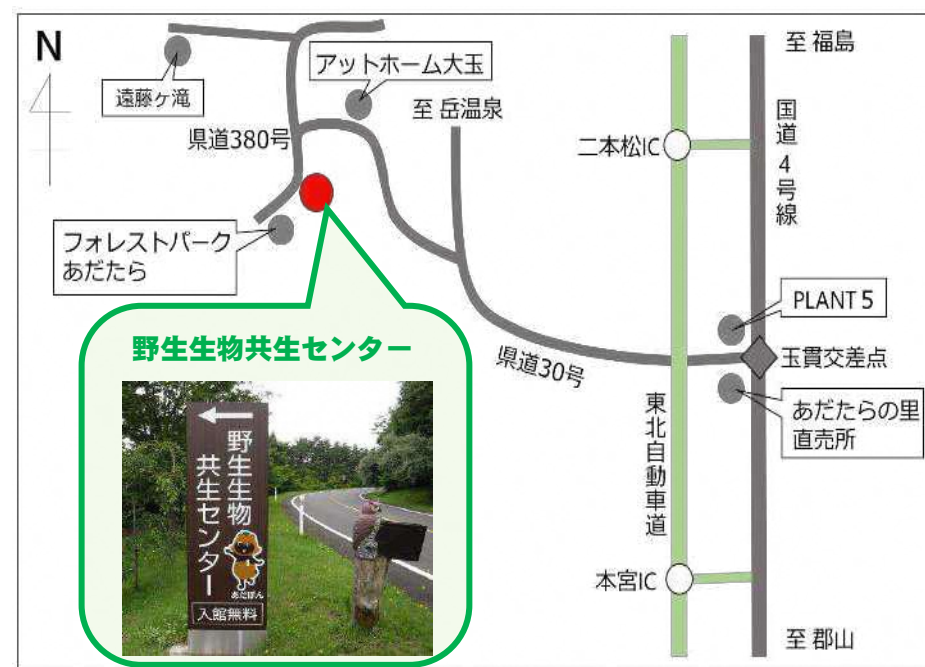 N
遠藤ヶ滝
アットホーム大玉
至 岳温泉
県道380号
フォレストパーク
あだたら
至 福島
国道4号線
二本松IC
PLANT 5
玉貫交差点
県道30号
あだたらの里
直売所
東北自動車道
本宮IC
至 郡山
野生生物共生センター
野生生物
共生センター
あだぽん
入館無料